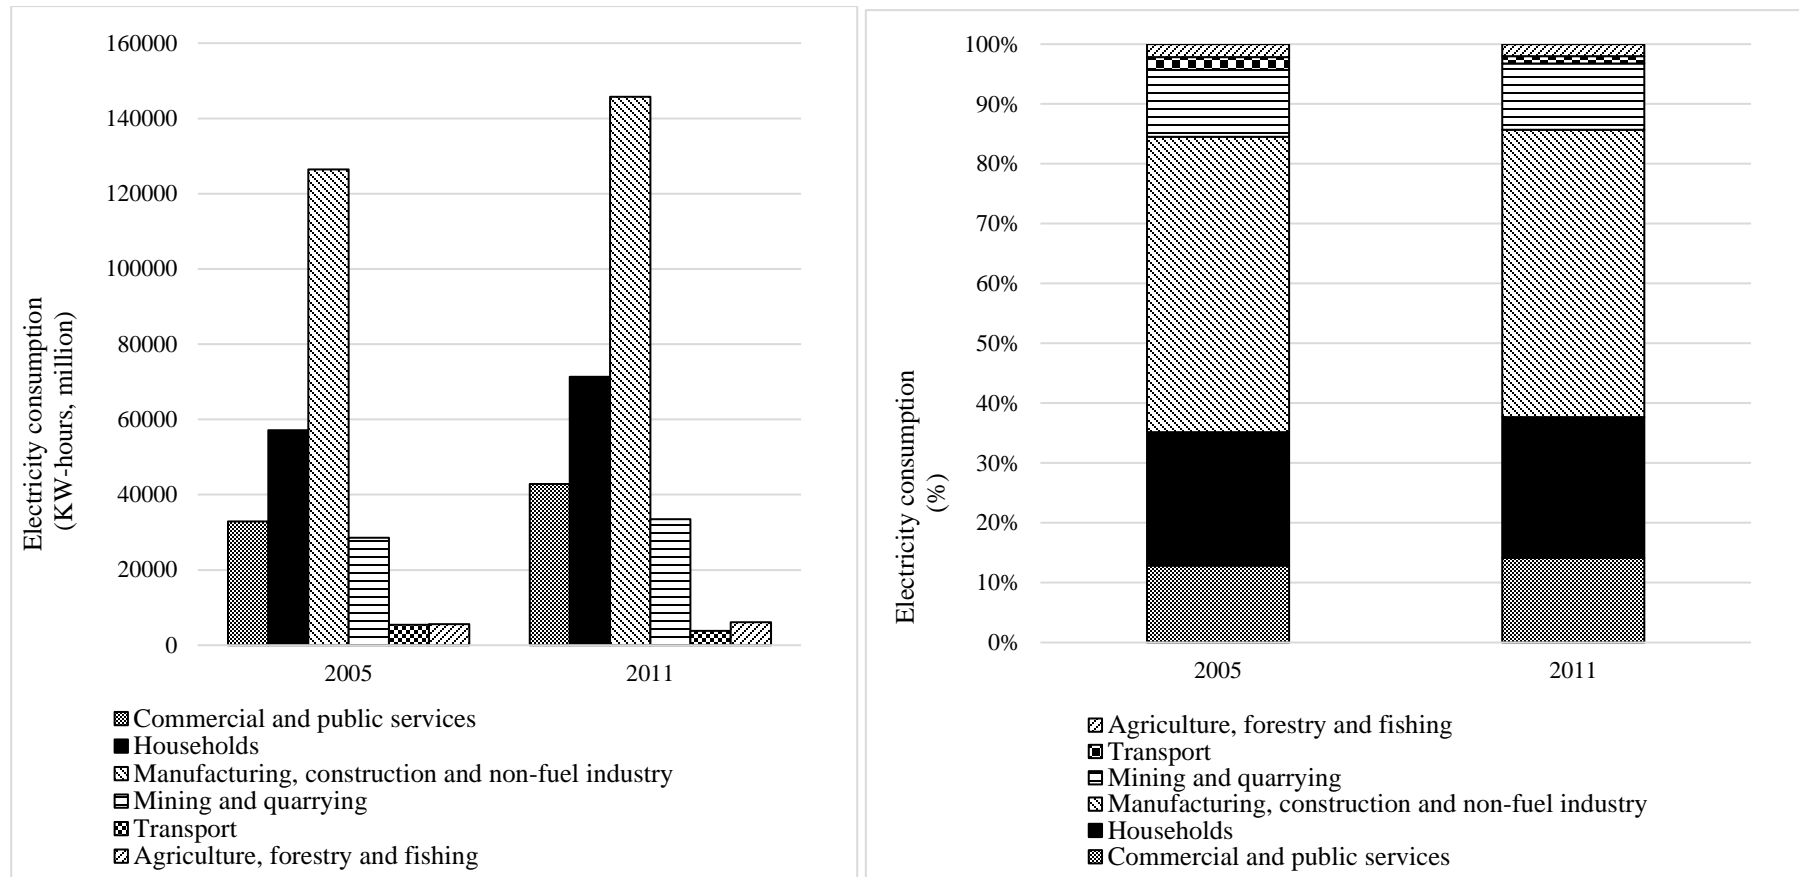 160000
140000
120000
100000
80000
60000
40000
20000
0
Electricity consumption
(KW-hours, million)
2005
2011
Commercial and public services
Households
Manufacturing, construction and non-fuel industry
Mining and quarrying
Transport
Agriculture, forestry and fishing
100%
90%
80%
70%
60%
50%
40%
30%
20%
10%
0%
Electricity consumption
(%)
2005
2011
Agriculture, forestry and fishing
Transport
Mining and quarrying
Manufacturing, construction and non-fuel industry
Households
Commercial and public services